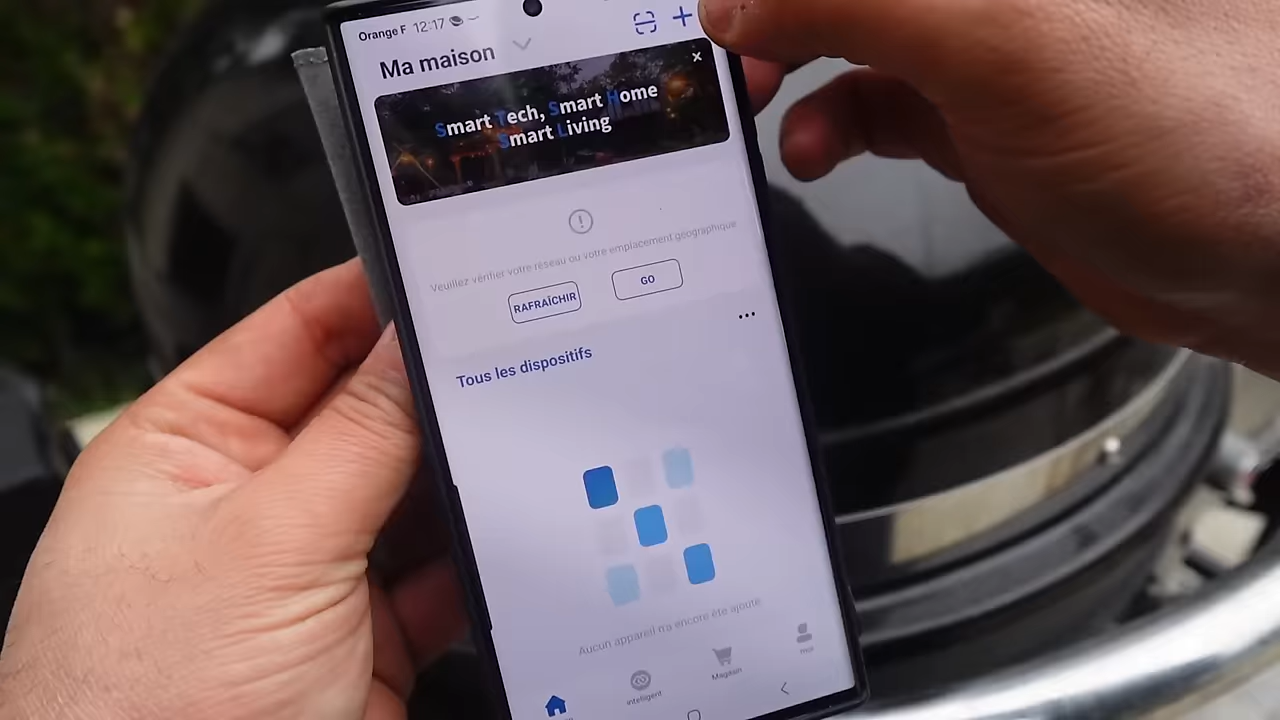 Orange F 12:17
Ma maison
Smart Tech, Smart Home
Smart Living
Veuillez vérifier votre réseau ou votre emplacement géographique
RAFRAÎCHIR
GO
Tous les dispositifs
Aucun appareil n'a encore été ajouté
intelligent
Magasin
moi